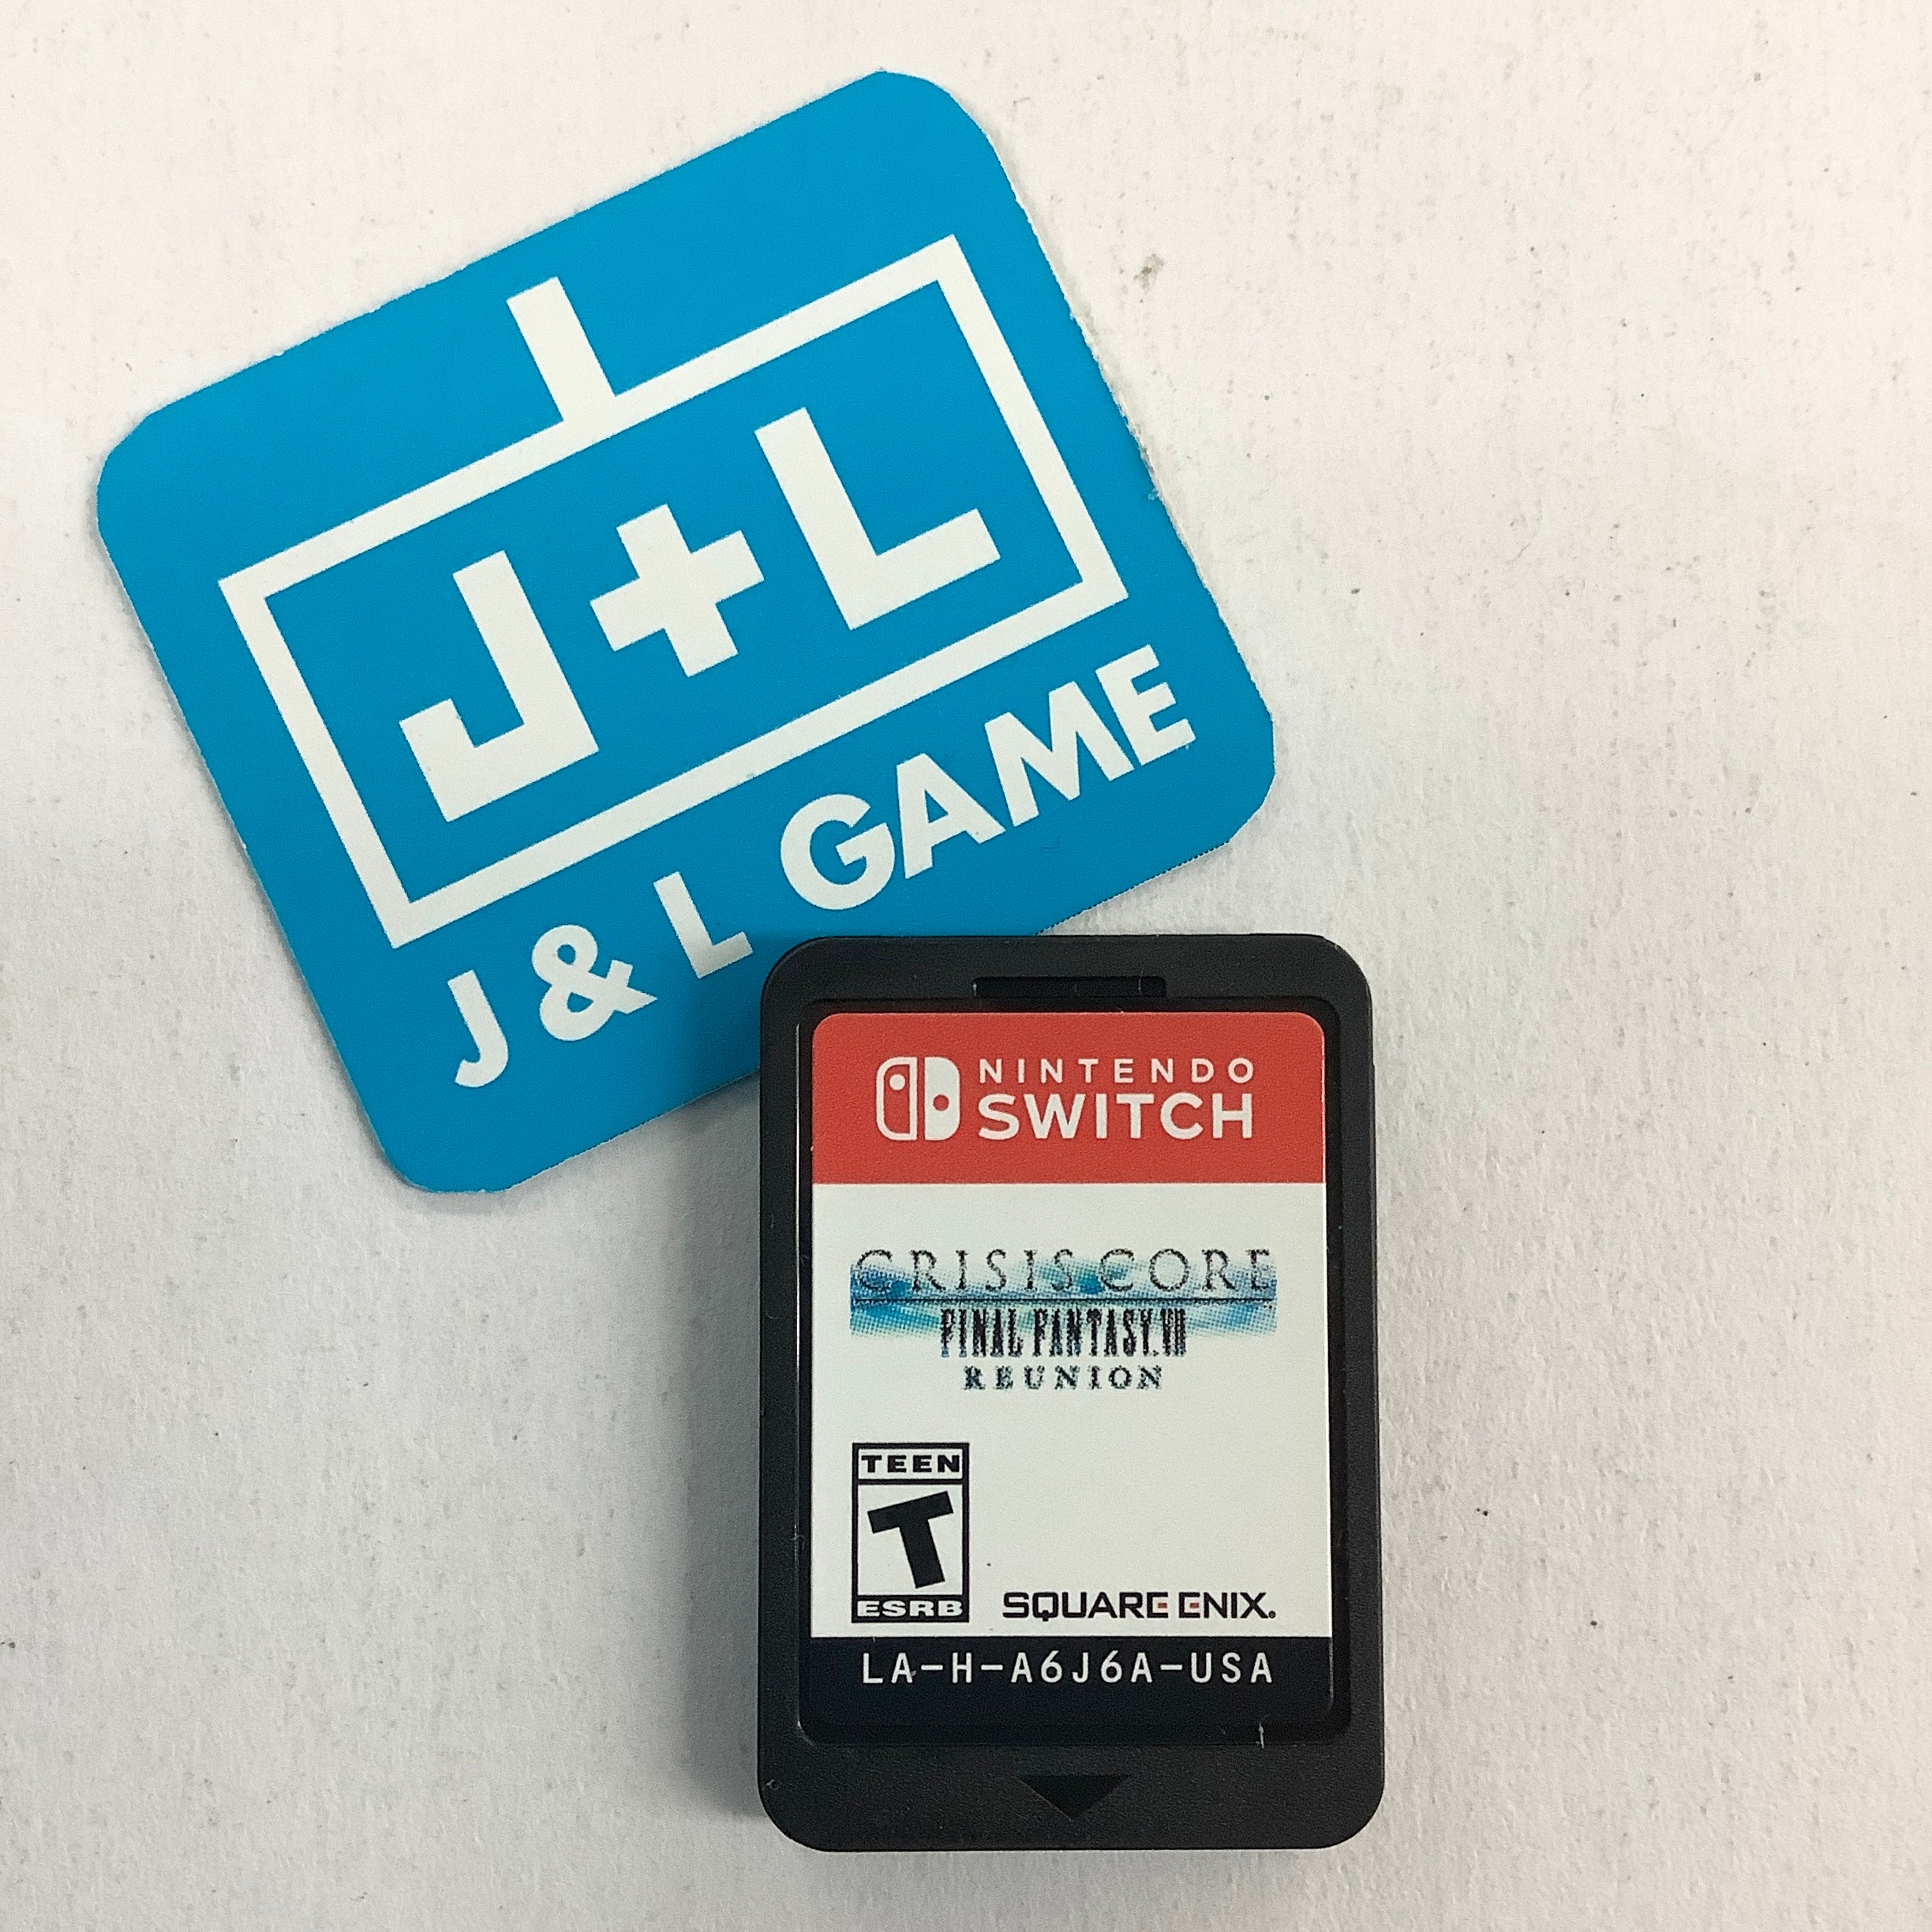 J+L
J & L GAME
NINTENDO
SWITCH
CRISIS CORE
FINAL FANTASY VII
REUNION
TEEN
T
ESRB
SQUARE ENIX.
LA-H-A6J6A-USA